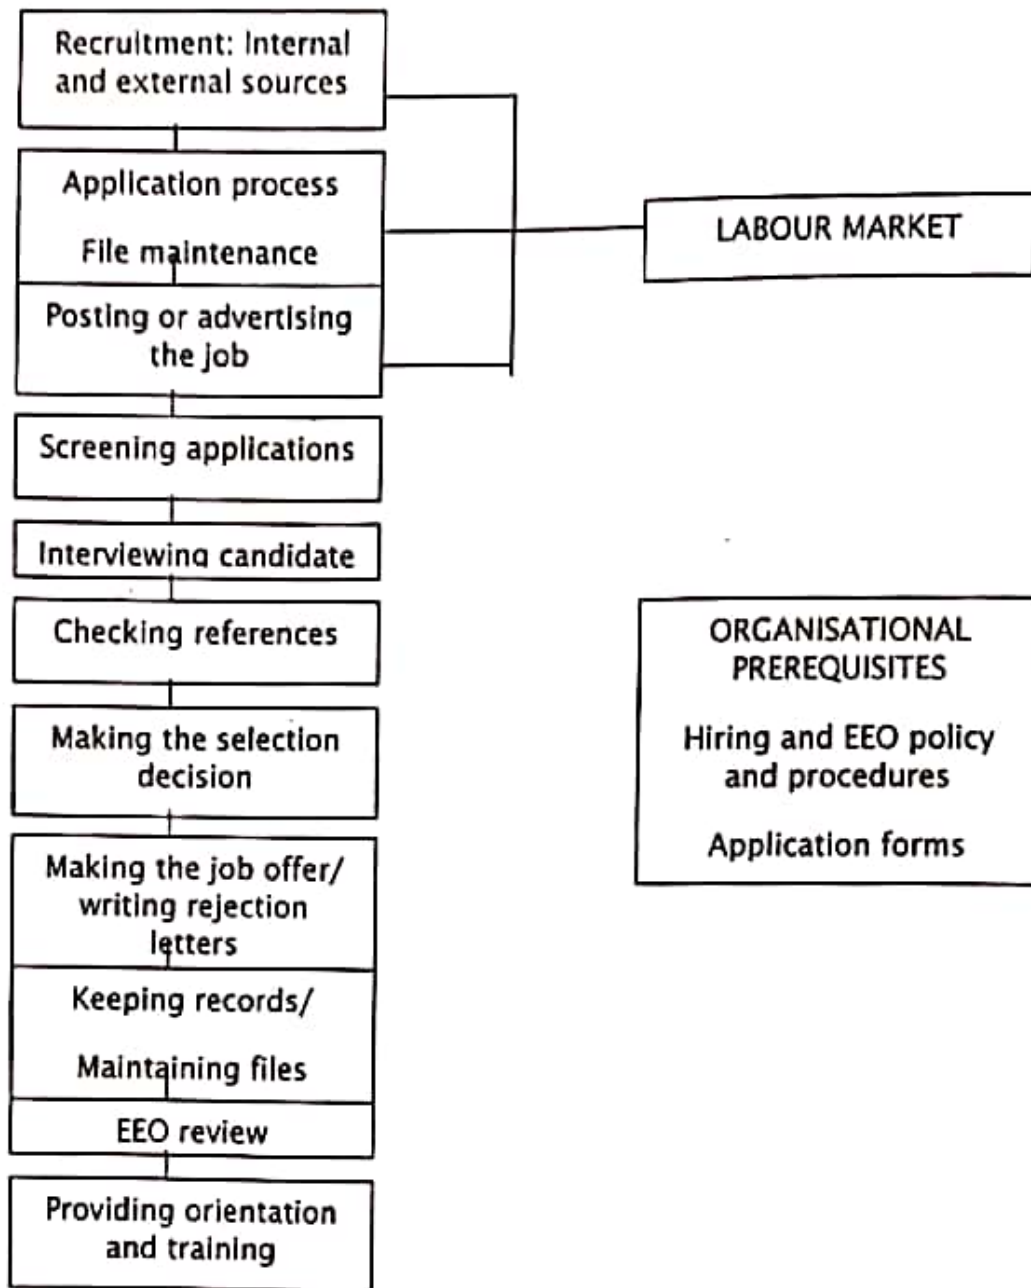 Recruitment: Internal
and external sources
Application process
File maintenance
Posting or advertising
the job
LABOUR MARKET
Screening applications
Interviewing candidate
Checking references
Making the selection
decision
ORGANISATIONAL
PREREQUISITES
Hiring and EEO policy
and procedures
Application forms
Making the job offer/
writing rejection
letters
Keeping records/
Maintaining files
EEO review
Providing orientation
and training